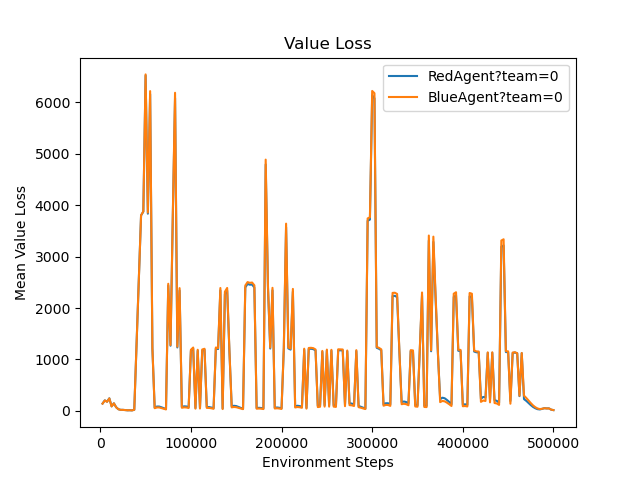 Value Loss
RedAgent?team=0
BlueAgent?team=0
Mean Value Loss
6000
5000
4000
3000
2000
1000
0
0
100000
200000
300000
400000
500000
Environment Steps